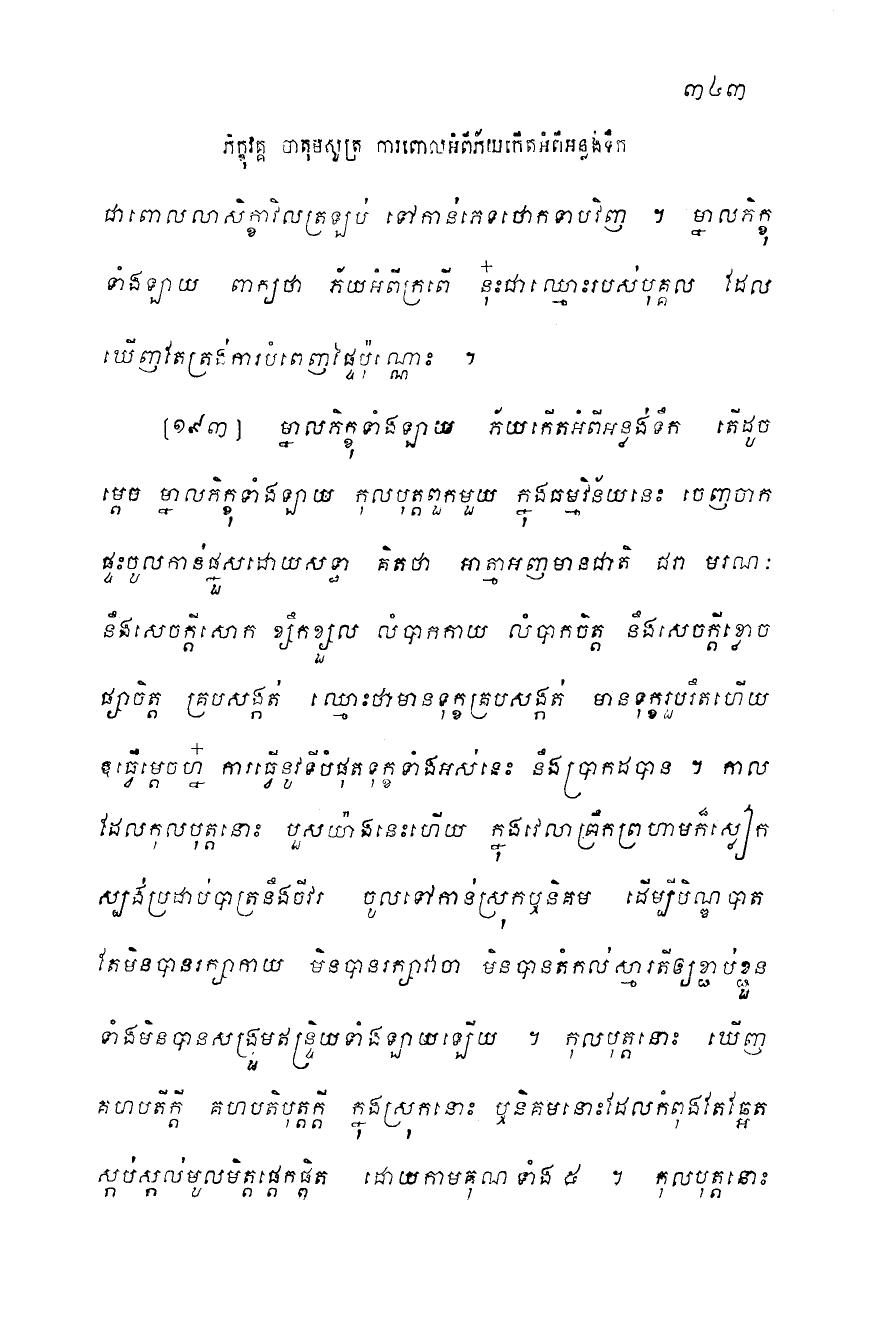 ៣៤៣
ភិក្ខុវគ្គ ចាតុមសូត្រ ការពោលអំពីភ័យកើតអំពីអន្លង់ទឹក
ជាពោលលាសិក្ខាវិលត្រឡប់ ទៅកាន់ភេទថោកទាបវិញ ។ ម្នាលភិក្ខុ
ទាំងឡាយ ពាក្យថា ភ័យអំពីក្រពើ នុ៎ះជាឈ្មោះរបស់បុគ្គល ដែល
ឃើញតែត្រង់ការបំពេញផ្ទៃប៉ុណ្ណោះ ។
[១៩៣] ម្នាលភិក្ខុទាំងឡាយ ភ័យកើតអំពីអន្លង់ទឹក តើដូច
ម្តេច ម្នាលភិក្ខុទាំងឡាយ កុលបុត្តពួកមួយ ក្នុងធម្មវិន័យនេះ ចេញចាក
ផ្ទះចូលកាន់ផ្នួសដោយសទ្ធា គិតថា អាត្មាអញមានជាតិ ជរា មរណៈ
នឹងសេចក្តីសោក ខ្សឹកខ្សួល លំបាកកាយ លំបាកចិត្ត នឹងសេចក្តីខ្ទោច
ផ្សាចិត្ត គ្របសង្កត់ ឈ្មោះថាមានទុក្ខគ្របសង្កត់ មានទុក្ខរួបរឹតហើយ
ធ្វើម្តេចហ្ន៎ ការធ្វើនូវទីបំផុតទុក្ខទាំងអស់នេះ នឹងប្រាកដបាន ។ កាល
ដែលកុលបុត្តនោះ បួសយ៉ាងនេះហើយ ក្នុងវេលាព្រឹកព្រហាមក៏ស្លៀក
ស្បង់ប្រដាប់បាត្រនឹងចីវរ ចូលទៅកាន់ស្រុកឬនិគម ដើម្បីបិណ្ឌបាត
តែមិនបានរក្សាកាយ មិនបានរក្សាវាចា មិនបានតំកល់ស្មារតីឲ្យខ្ជាប់ខ្ជួន
ទាំងមិនបានសង្រួមឥន្ទ្រិយទាំងឡាយឡើយ ។ កុលបុត្តនោះ ឃើញ
គហបតីក្តី គហបតិបុត្តក្តី ក្នុងស្រុកនោះ ឬនិគមនោះដែលកំពុងតែឆ្អែត
ស្កប់ស្កល់មូលមិត្តផ្តេកផ្តិត ដោយកាមគុណ ទាំង ៥ ។ កុលបុត្តនោះ